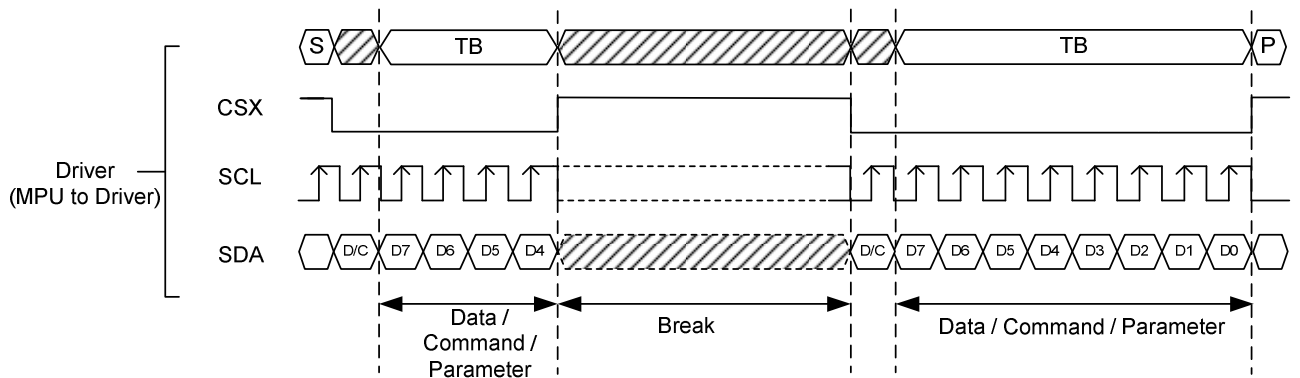 S TB TB P
CSX
Driver
(MPU to Driver)
SCL
SDA D/C D7 D6 D5 D4 D/C D7 D6 D5 D4 D3 D2 D1 D0
Data /
Command /
Parameter
Break
Data / Command / Parameter